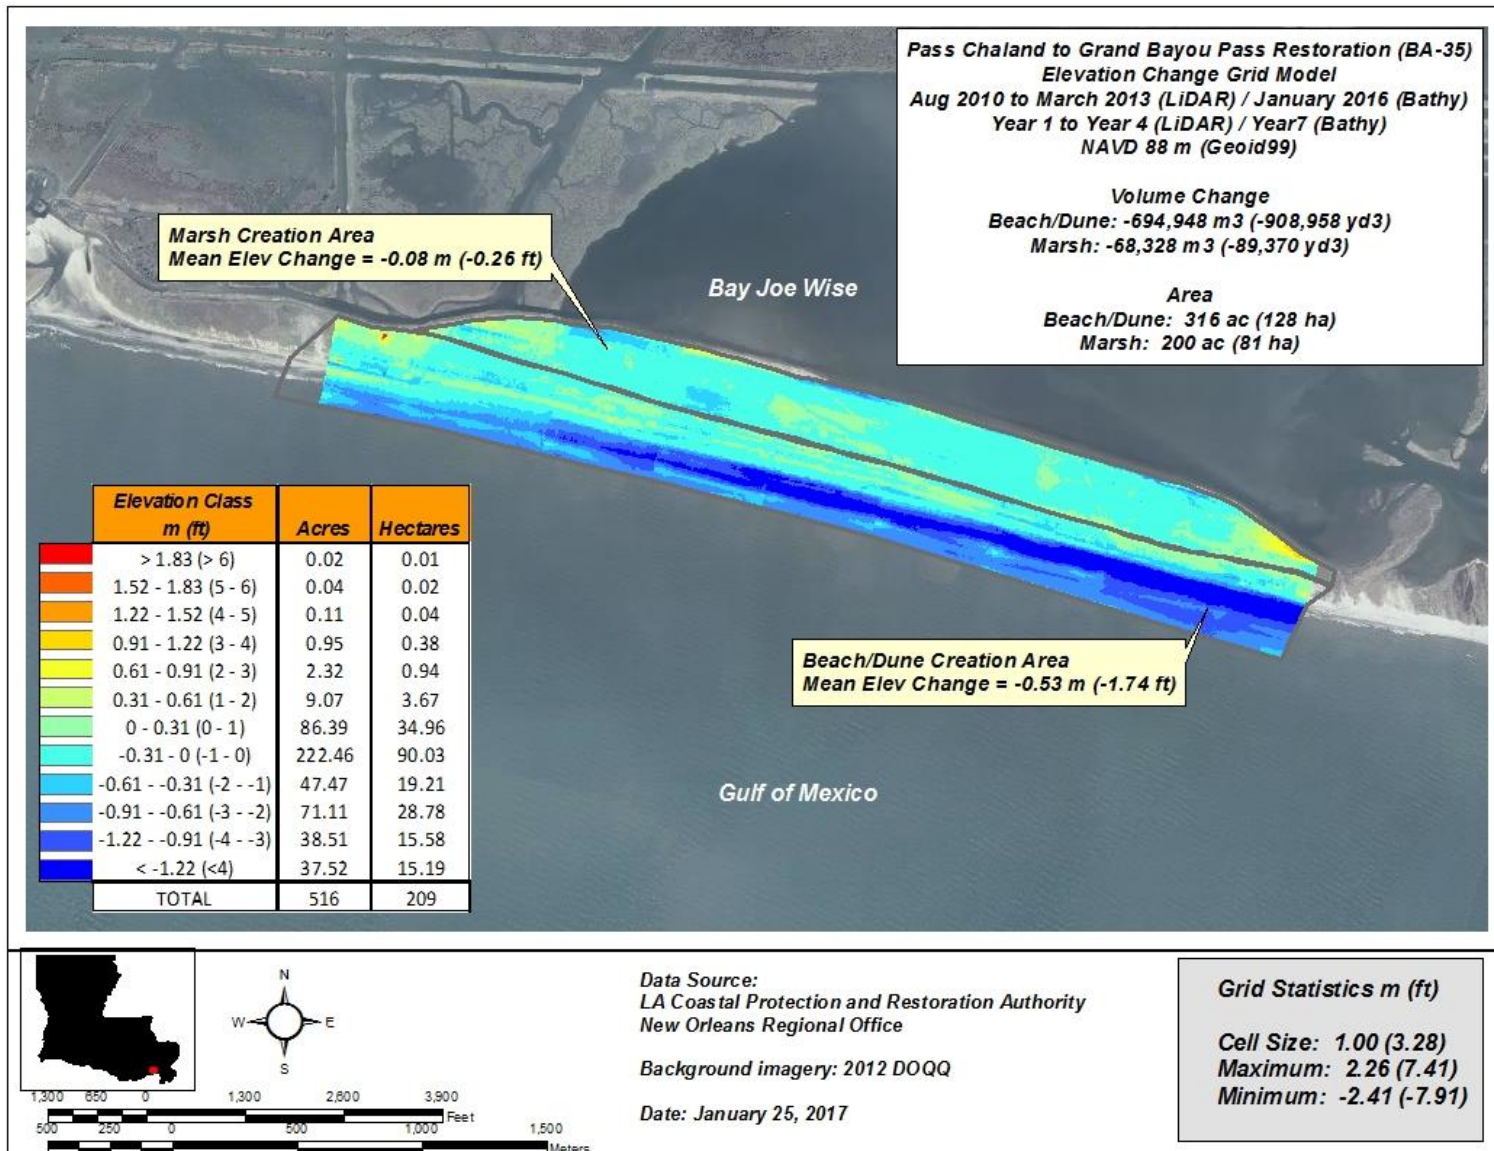 Pass Chaland to Grand Bayou Pass Restoration (BA-35)
Elevation Change Grid Model
Aug 2010 to March 2013 (LiDAR) / January 2016 (Bathy)
Year 1 to Year 4 (LiDAR) / Year7 (Bathy)
NAVD 88 m (Geoid99)
Volume Change
Beach/Dune: -694,948 m3 (-908,958 yd3)
Marsh: -68,328 m3 (-89,370 yd3)
Area
Beach/Dune: 316 ac (128 ha)
Marsh: 200 ac (81 ha)
Marsh Creation Area
Mean Elev Change = -0.08 m (-0.26 ft)
Bay Joe Wise
Elevation Class
m (ft) Acres Hectares
> 1.83 (> 6) 0.02 0.01
1.52 - 1.83 (5 - 6) 0.04 0.02
1.22 - 1.52 (4 - 5) 0.11 0.04
0.91 - 1.22 (3 - 4) 0.95 0.38
0.61 - 0.91 (2 - 3) 2.32 0.94
0.31 - 0.61 (1 - 2) 9.07 3.67
0 - 0.31 (0 - 1) 86.39 34.96
-0.31 - 0 (-1 - 0) 222.46 90.03
-0.61 - -0.31 (-2 - -1) 47.47 19.21
-0.91 - -0.61 (-3 - -2) 71.11 28.78
-1.22 - -0.91 (-4 - -3) 38.51 15.58
< -1.22 (<4) 37.52 15.19
TOTAL 516 209
Beach/Dune Creation Area
Mean Elev Change = -0.53 m (-1.74 ft)
Gulf of Mexico
N
W E
S
1,300 650 0 1,300 2,600 3,900
Feet
500 250 0 500 1,000 1,500
Meters
Data Source:
LA Coastal Protection and Restoration Authority
New Orleans Regional Office
Background imagery: 2012 DOQQ
Date: January 25, 2017
Grid Statistics m (ft)
Cell Size: 1.00 (3.28)
Maximum: 2.26 (7.41)
Minimum: -2.41 (-7.91)